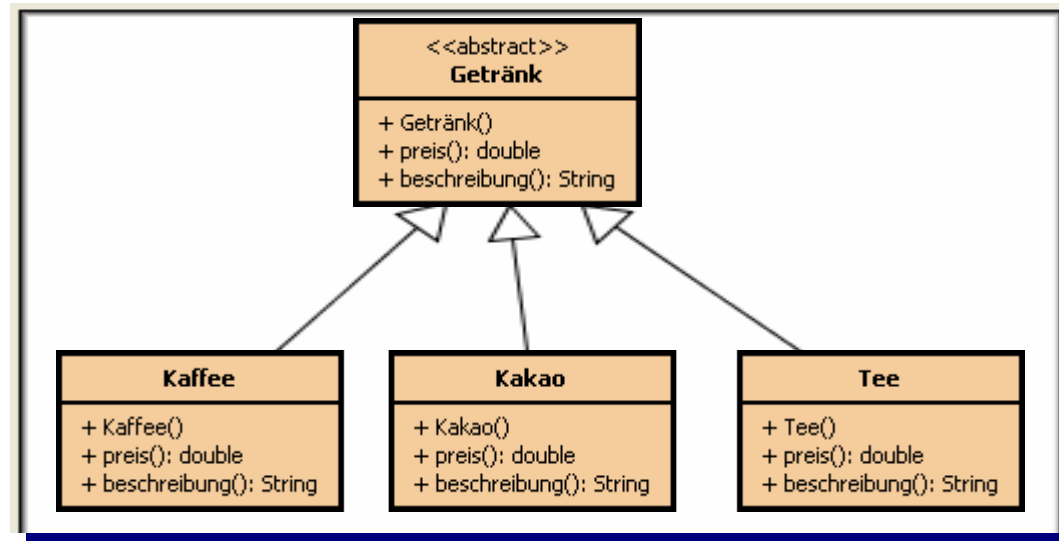 <<abstract>>
Getränk
+ Getränk()
+ preis(): double
+ beschreibung(): String
Kaffee
+ Kaffee()
+ preis(): double
+ beschreibung(): String
Kakao
+ Kakao()
+ preis(): double
+ beschreibung(): String
Tee
+ Tee()
+ preis(): double
+ beschreibung(): String